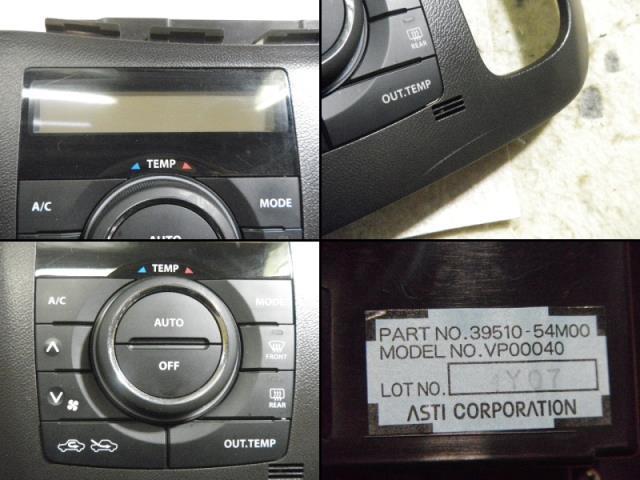 TEMP
A/C
MODE
AUTO
REAR
OUT.TEMP
TEMP
A/C
MODE
AUTO
OFF
FRONT
REAR
OUT.TEMP
PART NO.39510-54M00
MODEL NO.VP00040
LOT NO. 1Y07
ASTI CORPORATION